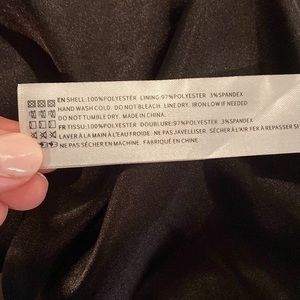 EN SHELL:100%POLYESTER LINING:97%POLYESTER 3%SPANDEX
HAND WASH COLD. DO NOT BLEACH. LINE DRY. IRON LOW IF NEEDED.
DO NOT TUMBLE DRY. MADE IN CHINA.
FR TISSU:100%POLYESTER DOUBLURE:97%POLYESTER 3%SPANDEX
LAVER À LA MAIN À L'EAU FROIDE. NE PAS JAVELLISER. SÉCHER À L'AIR FER À REPASSER SI
NE PAS SÉCHER EN MACHINE. FABRIQUÉ EN CHINE.